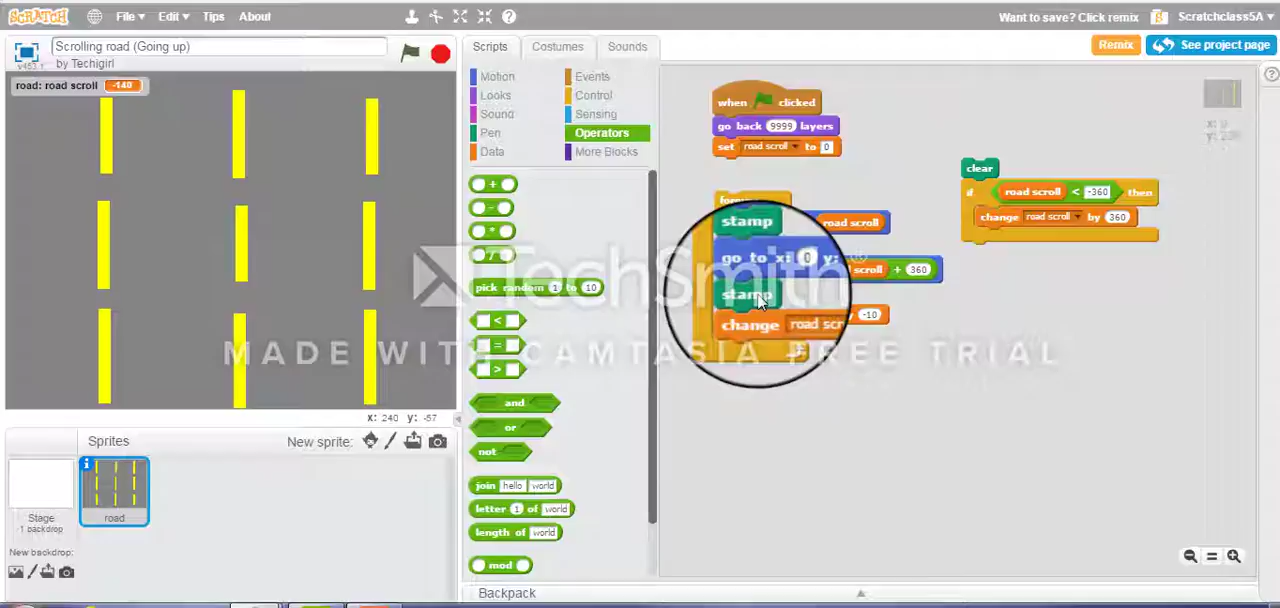 SCRATCH File Edit Tips About Want to save? Click remix Scratchclass5A
Scrolling road (Going up)
by Techigirl
v463.1
Scripts Costumes Sounds
Remix See project page
road: road scroll -140
Motion Events
Looks Control
Sound Sensing
Pen Operators
Data More Blocks
+
-
*
/
pick random 1 to 10
<
=
>
and
or
not
join hello world
letter 1 of world
length of world
mod
when clicked
go back 9999 layers
set road scroll to 0
stamp road scroll
go to x: 0 y: scroll + 360
stamp
change road scr -10
clear
if road scroll < -360 then
change road scroll by 360
TechSmith
MADE WITH CAMTASIA FREE TRIAL
x: 240 y: -57
Sprites New sprite:
Stage
1 backdrop
road
New backdrop:
Backpack